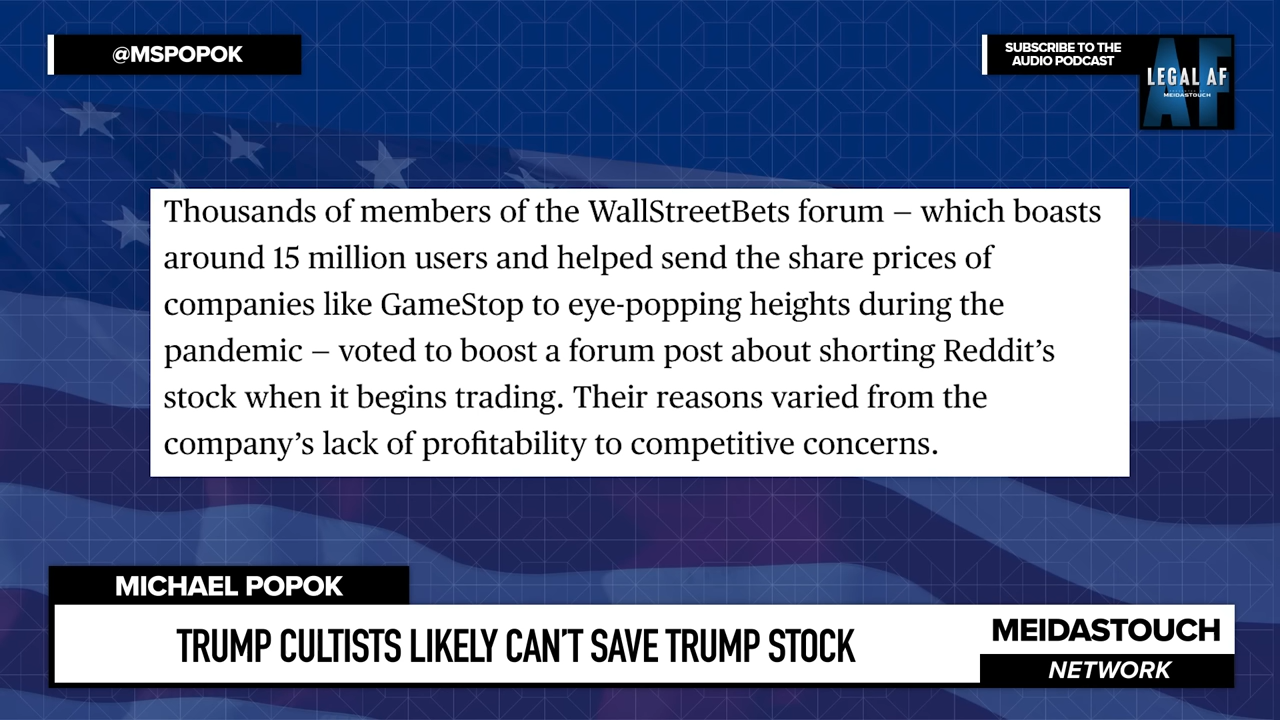 @MSPOPOK
SUBSCRIBE TO THE
AUDIO PODCAST
LEGAL AF
MEIDASTOUCH
Thousands of members of the WallStreetBets forum – which boasts
around 15 million users and helped send the share prices of
companies like GameStop to eye-popping heights during the
pandemic – voted to boost a forum post about shorting Reddit’s
stock when it begins trading. Their reasons varied from the
company’s lack of profitability to competitive concerns.
MICHAEL POPOK
TRUMP CULTISTS LIKELY CAN'T SAVE TRUMP STOCK
MEIDASTOUCH
NETWORK